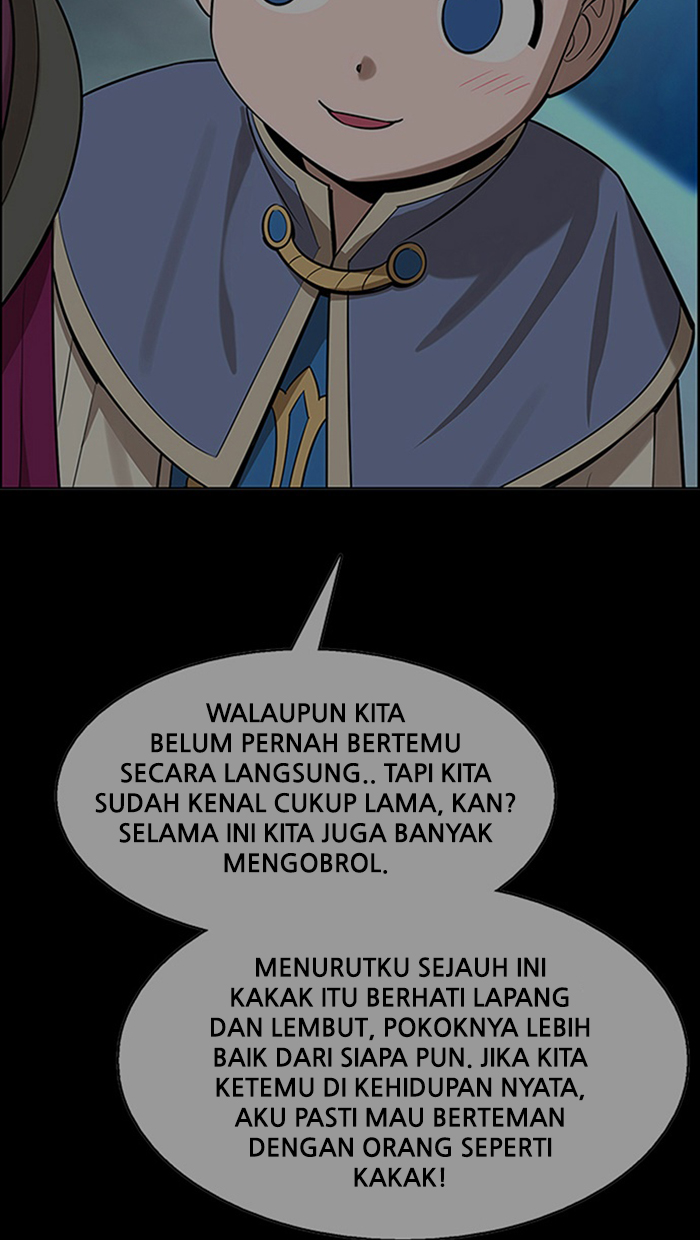 WALAUPUN KITA
BELUM PERNAH BERTEMU
SECARA LANGSUNG.. TAPI KITA
SUDAH KENAL CUKUP LAMA, KAN?
SELAMA INI KITA JUGA BANYAK
MENGOBROL.
MENURUTKU SEJAUH INI
KAKAK ITU BERHATI LAPANG
DAN LEMBUT, POKOKNYA LEBIH
BAIK DARI SIAPA PUN. JIKA KITA
KETEMU DI KEHIDUPAN NYATA,
AKU PASTI MAU BERTEMAN
DENGAN ORANG SEPERTI
KAKAK!